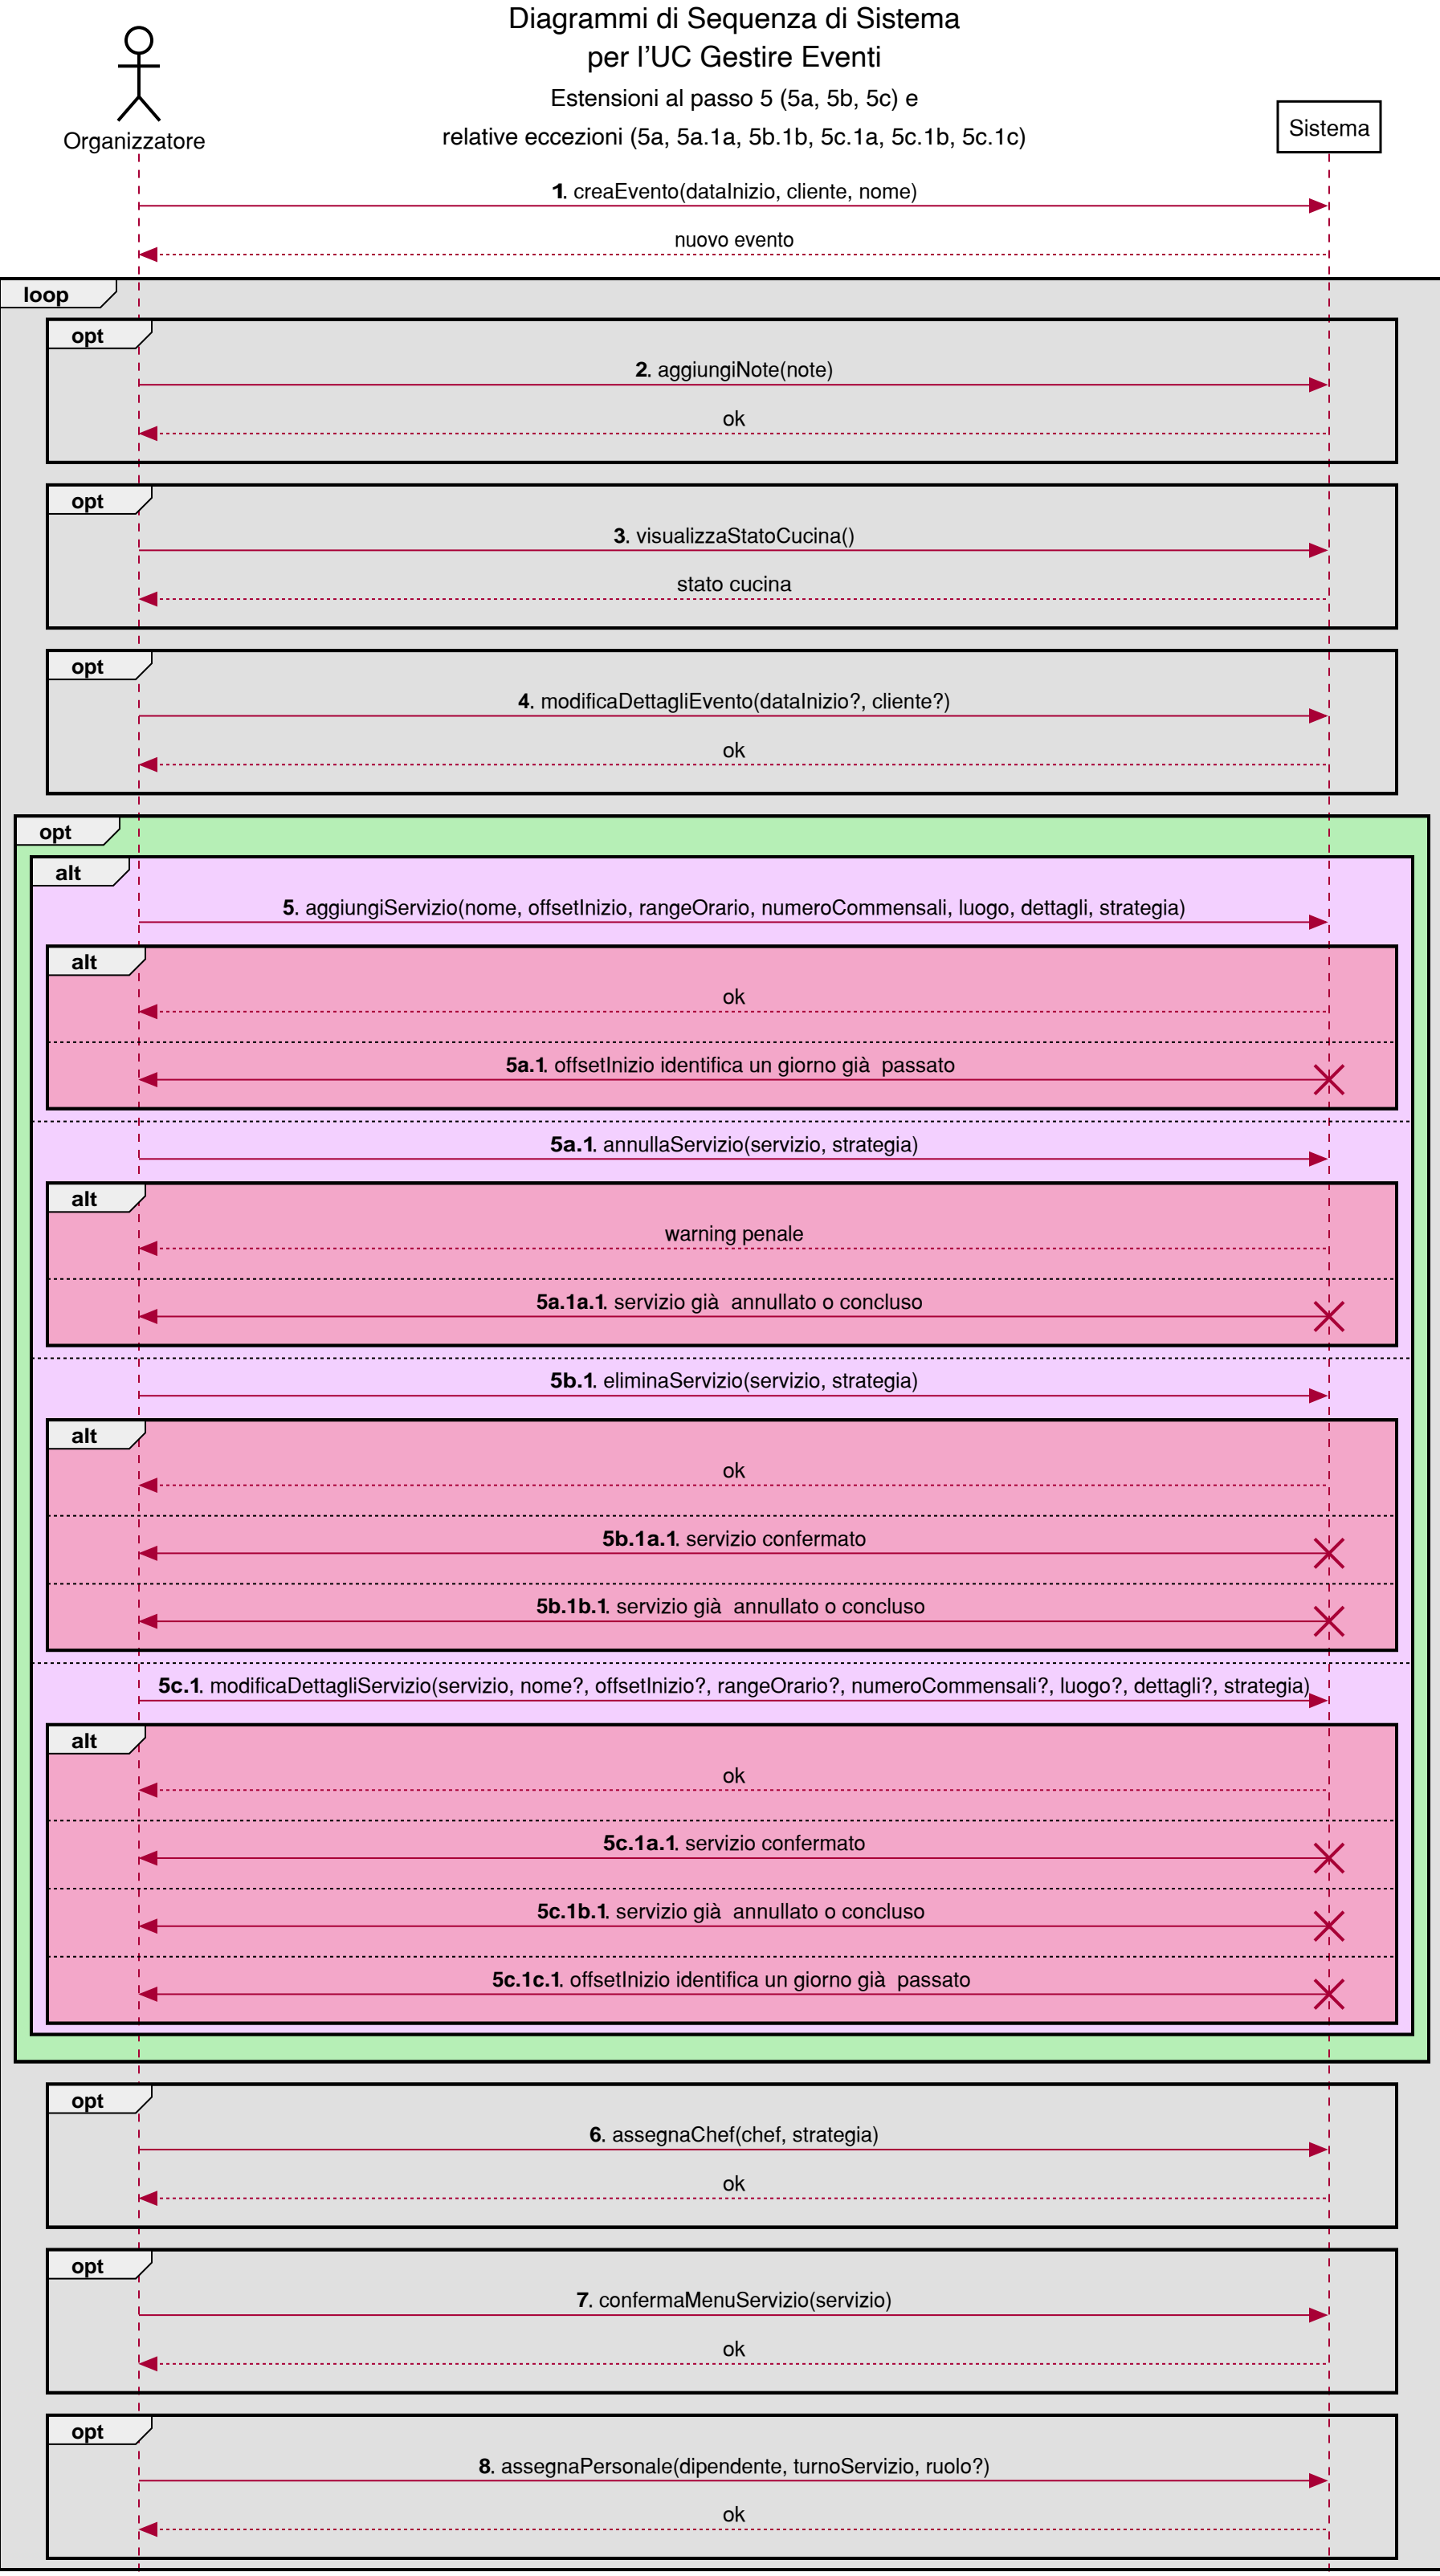 Diagrammi di Sequenza di Sistema
per l'UC Gestire Eventi
Estensioni al passo 5 (5a, 5b, 5c) e
relative eccezioni (5a, 5a.1a, 5b.1b, 5c.1a, 5c.1b, 5c.1c)
Organizzatore
Sistema
1. creaEvento(dataInizio, cliente, nome)
nuovo evento
loop
opt
2. aggiungiNote(note)
ok
opt
3. visualizzaStatoCucina()
stato cucina
opt
4. modificaDettagliEvento(dataInizio?, cliente?)
ok
opt
alt
5. aggiungiServizio(nome, offsetInizio, rangeOrario, numeroCommensali, luogo, dettagli, strategia)
alt
ok
5a.1. offsetInizio identifica un giorno già  passato
5a.1. annullaServizio(servizio, strategia)
alt
warning penale
5a.1a.1. servizio già  annullato o concluso
5b.1. eliminaServizio(servizio, strategia)
alt
ok
5b.1a.1. servizio confermato
5b.1b.1. servizio già  annullato o concluso
5c.1. modificaDettagliServizio(servizio, nome?, offsetInizio?, rangeOrario?, numeroCommensali?, luogo?, dettagli?, strategia)
alt
ok
5c.1a.1. servizio confermato
5c.1b.1. servizio già  annullato o concluso
5c.1c.1. offsetInizio identifica un giorno già  passato
opt
6. assegnaChef(chef, strategia)
ok
opt
7. confermaMenuServizio(servizio)
ok
opt
8. assegnaPersonale(dipendente, turnoServizio, ruolo?)
ok